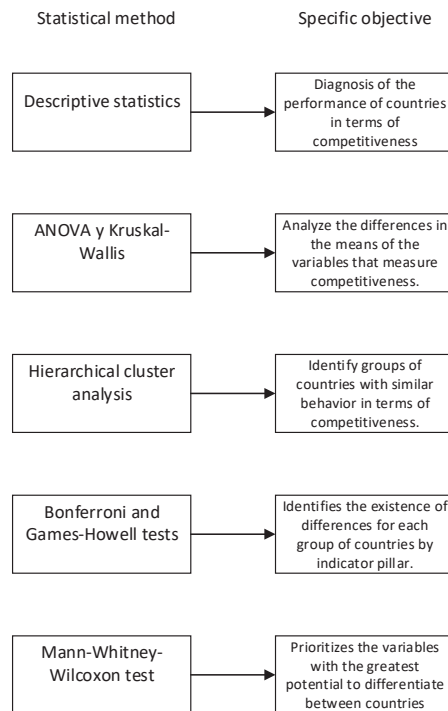 Statistical method
Specific objective
Descriptive statistics
Diagnosis of the
performance of countries
in terms of
competitiveness
ANOVA y Kruskal-
Wallis
Analyze the differences in
the means of the
variables that measure
competitiveness.
Hierarchical cluster
analysis
Identify groups of
countries with similar
behavior in terms of
competitiveness.
Bonferroni and
Games-Howell tests
Identifies the existence of
differences for each
group of countries by
indicator pillar.
Mann-Whitney-
Wilcoxon test
Prioritizes the variables
with the greatest
potential to differentiate
between countries